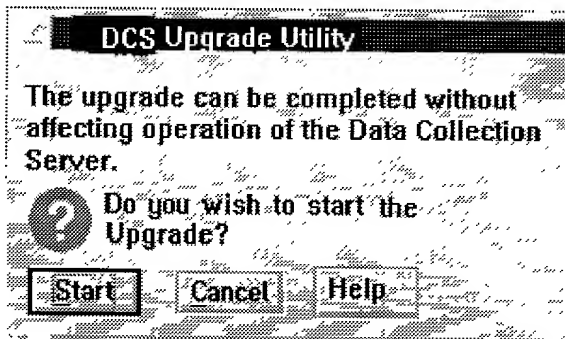 DCS Upgrade Utility
The upgrade can be completed without
affecting operation of the Data Collection
Server.
Do you wish to start the
Upgrade?
Start Cancel Help